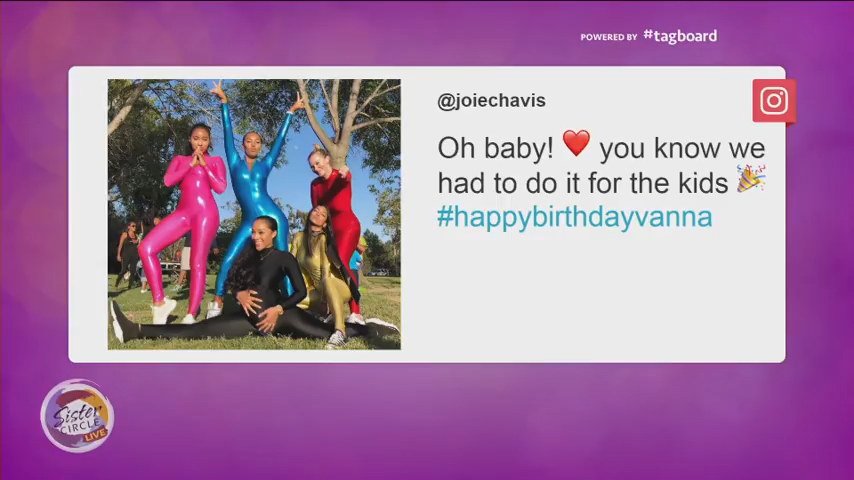 POWERED BY #tagboard
@joiechavis
Oh baby! ❤️ you know we
had to do it for the kids 🎉
#happybirthdayvanna
Sister
CIRCLE
LIVE